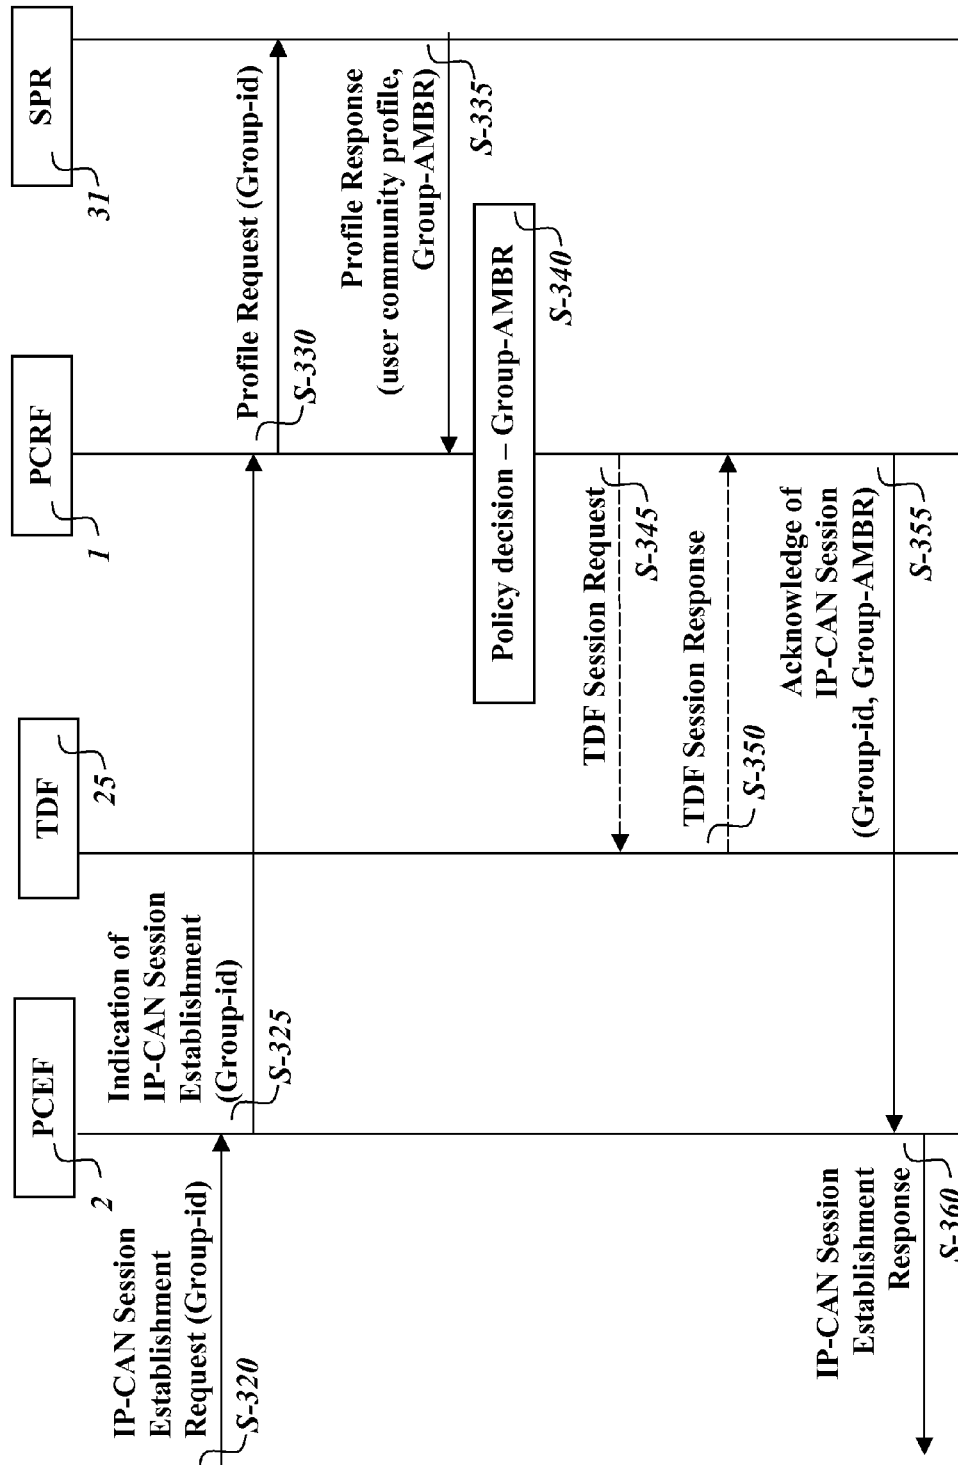 PCEF
2
TDF
25
PCRF
1
SPR
31
IP-CAN Session
Establishment
Request (Group-id)
S-320
Indication of
IP-CAN Session
Establishment
(Group-id)
S-325
Profile Request (Group-id)
S-330
Profile Response
(user community profile,
Group-AMBR)
S-335
Policy decision – Group-AMBR
S-340
TDF Session Request
S-345
TDF Session Response
S-350
Acknowledge of
IP-CAN Session
(Group-id, Group-AMBR)
S-355
IP-CAN Session
Establishment
Response
S-360